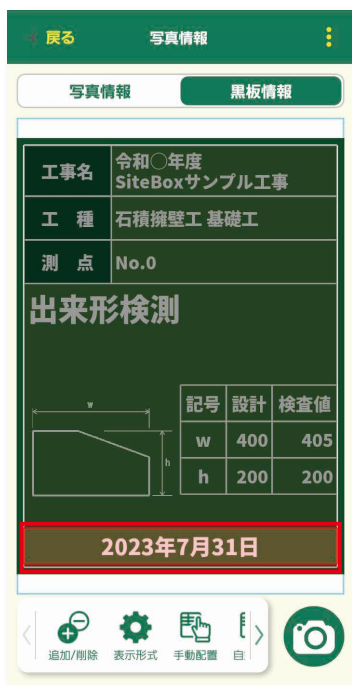 戻る 写真情報
写真情報 黒板情報
工事名 令和○年度
SiteBoxサンプル工事
工 種 石積擁壁工 基礎工
測 点 No.0
出来形検測
w
h
記号 設計 検査値
w 400 405
h 200 200
2023年7月31日
追加/削除 表示形式 手動配置 自